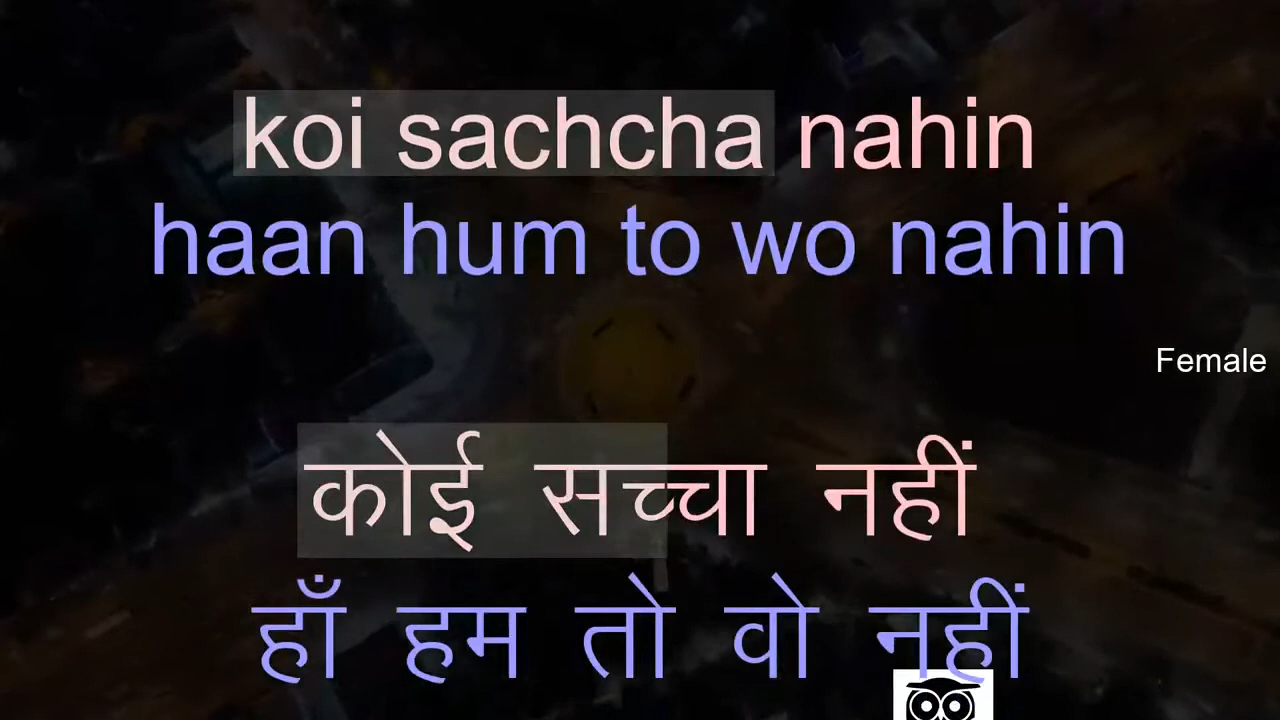 koi sachcha nahin
haan hum to wo nahin
Female
कोई सच्चा नहीं
हाँ हम तो वो नहीं